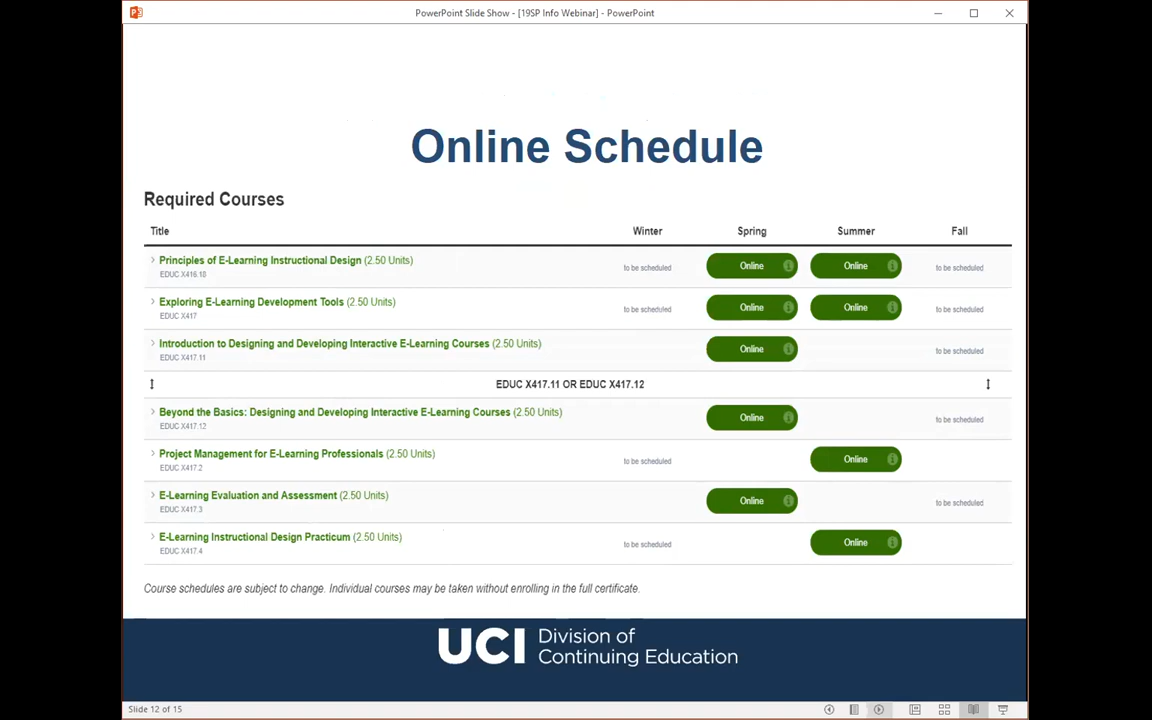 PowerPoint Slide Show - [19SP Info Webinar] - PowerPoint
Online Schedule
Required Courses
Title Winter Spring Summer Fall
Principles of E-Learning Instructional Design (2.50 Units) to be scheduled Online Online to be scheduled
EDUC X416.18
Exploring E-Learning Development Tools (2.50 Units) to be scheduled Online Online to be scheduled
EDUC X417
Introduction to Designing and Developing Interactive E-Learning Courses (2.50 Units) Online to be scheduled
EDUC X417.11
EDUC X417.11 OR EDUC X417.12
Beyond the Basics: Designing and Developing Interactive E-Learning Courses (2.50 Units) Online to be scheduled
EDUC X417.12
Project Management for E-Learning Professionals (2.50 Units) to be scheduled Online
EDUC X417.2
E-Learning Evaluation and Assessment (2.50 Units) Online to be scheduled
EDUC X417.3
E-Learning Instructional Design Practicum (2.50 Units) to be scheduled Online
EDUC X417.4
Course schedules are subject to change. Individual courses may be taken without enrolling in the full certificate.
UCI Division of
Continuing Education
Slide 12 of 15